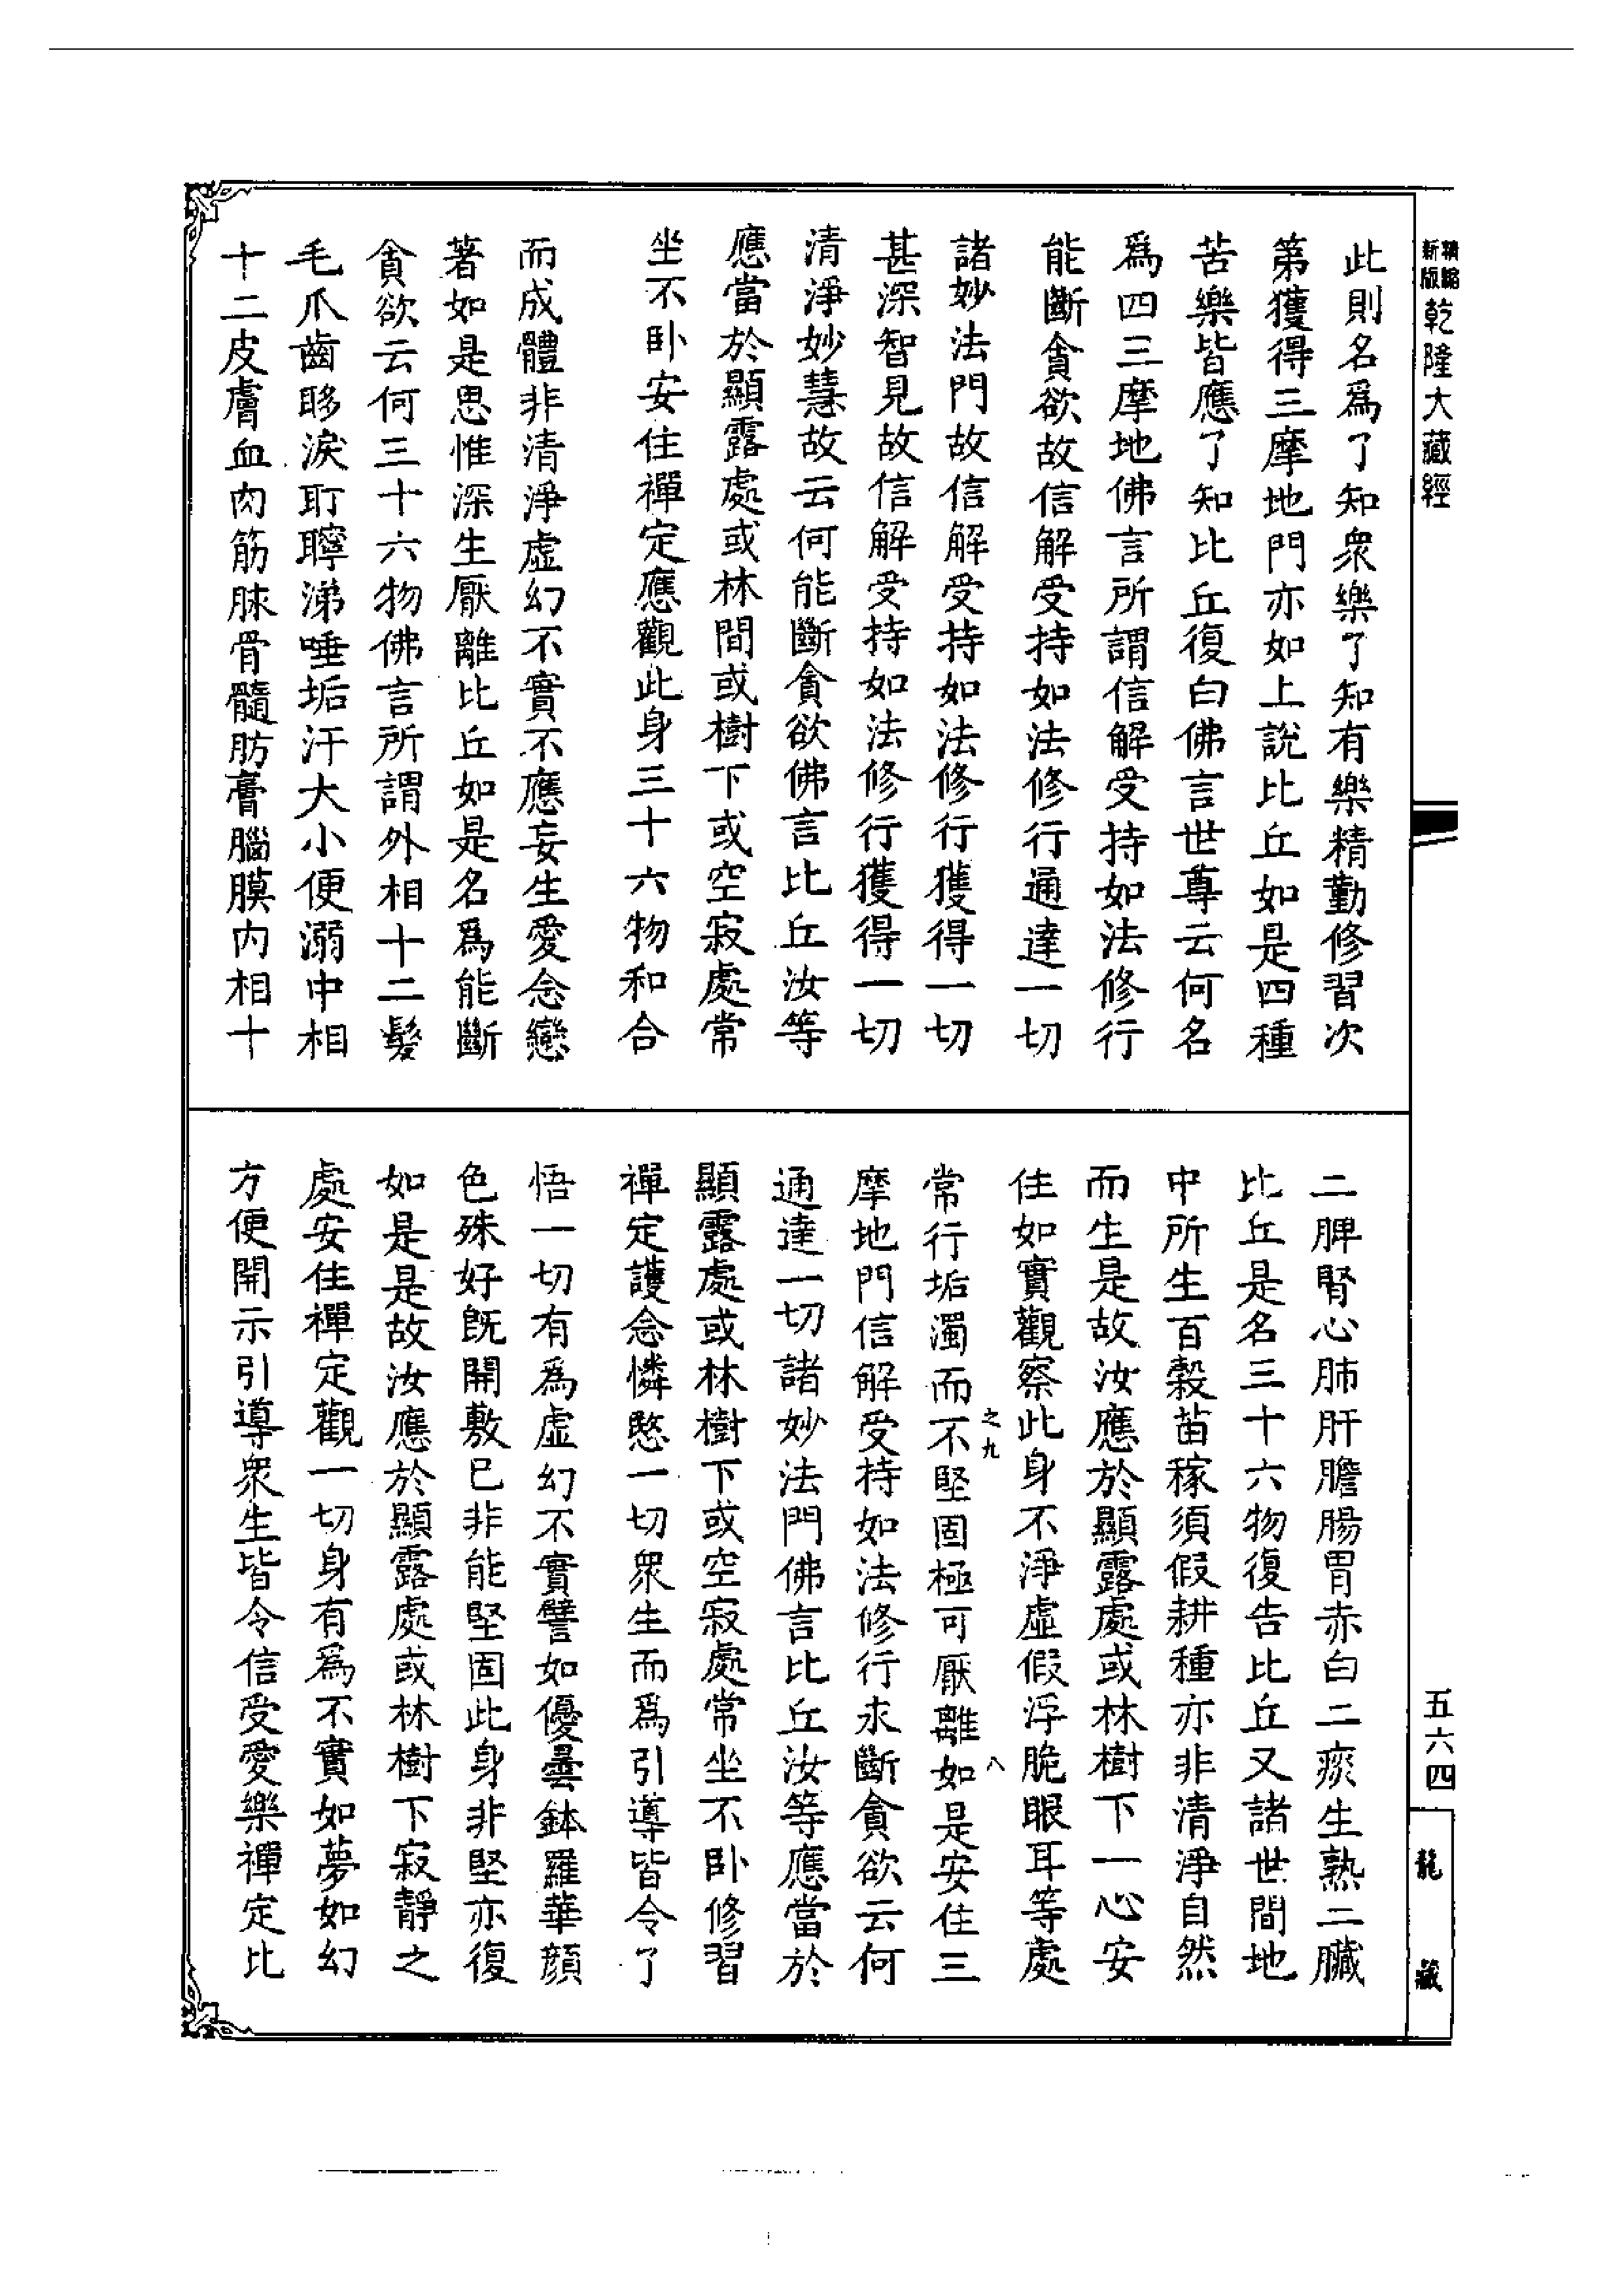 精縮
新版
乾隆大藏經
此則名爲了知衆樂了知有樂精勤修習次
第獲得三摩地門亦如上說比丘如是四種
苦樂皆應了知比丘復白佛言世尊云何名
爲四三摩地佛言所謂信解受持如法修行
能斷貪欲故信解受持如法修行通達一切
諸妙法門故信解受持如法修行獲得一切
甚深智見故信解受持如法修行獲得一切
清淨妙慧故云何能斷貪欲佛言比丘汝等
應當於顯露處或林間或樹下或空寂處常
坐不卧安住禪定應觀此身三十六物和合
而成體非清淨虛幻不實不應妄生愛念戀
著如是思惟深生厭離比丘如是名爲能斷
貪欲云何三十六物佛言所謂外相十二髮
毛爪齒眵淚耵聹涕唾垢汗大小便溺中相
十二皮膚血肉筋脉骨髓肪膏腦膜内相十
二脾腎心肺肝膽腸胃赤白二痰生熟二臟
比丘是名三十六物復告比丘又諸世間地
中所生百穀苗稼須假耕種亦非清淨自然
而生是故汝應於顯露處或林樹下一心安
住如實觀察此身不淨虛假浮脆眼耳等處
之九 八
常行垢濁而不堅固極可厭離如是安住三
摩地門信解受持如法修行永斷貪欲云何
通達一切諸妙法門佛言比丘汝等應當於
顯露處或林樹下或空寂處常坐不卧修習
禪定護念憐愍一切衆生而爲引導皆令了
悟一切有爲虛幻不實譬如優曇鉢羅華顔
色殊好既開敷已非能堅固此身非堅亦復
如是是故汝應於顯露處或林樹下寂靜之
處安住禪定觀一切身有爲不實如夢如幻
方便開示引導衆生皆令信受愛樂禪定比
五六四
龍藏